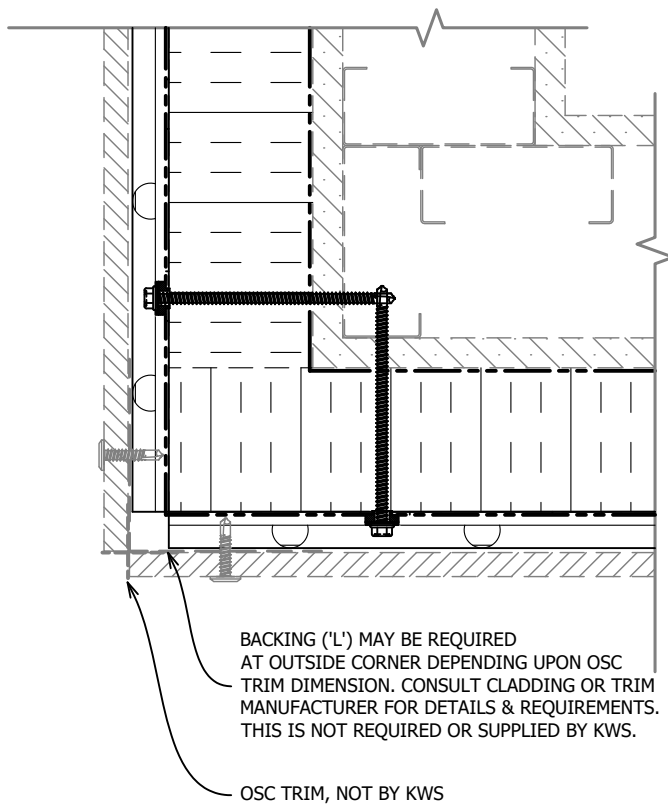 BACKING ('L') MAY BE REQUIRED
AT OUTSIDE CORNER DEPENDING UPON OSC
TRIM DIMENSION. CONSULT CLADDING OR TRIM
MANUFACTURER FOR DETAILS & REQUIREMENTS.
THIS IS NOT REQUIRED OR SUPPLIED BY KWS.
OSC TRIM, NOT BY KWS